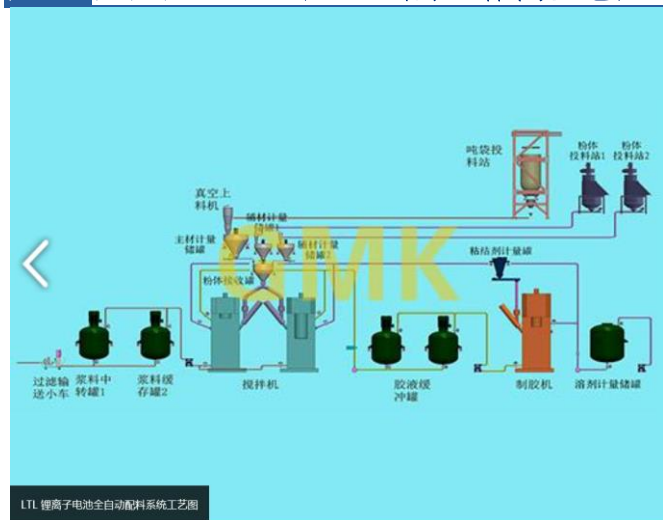 吨袋投
料站
粉体
投料站1
粉体
投料站2
真空上
料机
辅材计量
储罐1
主材计量
储罐
辅材计量
储罐2
粘结剂计量罐
粉体接收罐
GMK
过滤输
送小车
浆料中
转罐1
浆料缓
存罐2
搅拌机
胶液缓
冲罐
制胶机
溶剂计量储罐
LTL 锂离子电池全自动配料系统工艺图